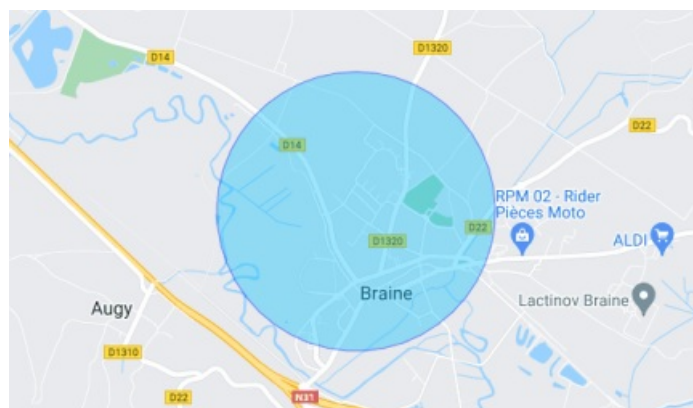 D1320
D14
D22
D14
RPM 02 - Rider
Pièces Moto
D22
D1320
ALDI
Braine
Lactinov Braine
Augy
D1310
D22
N31